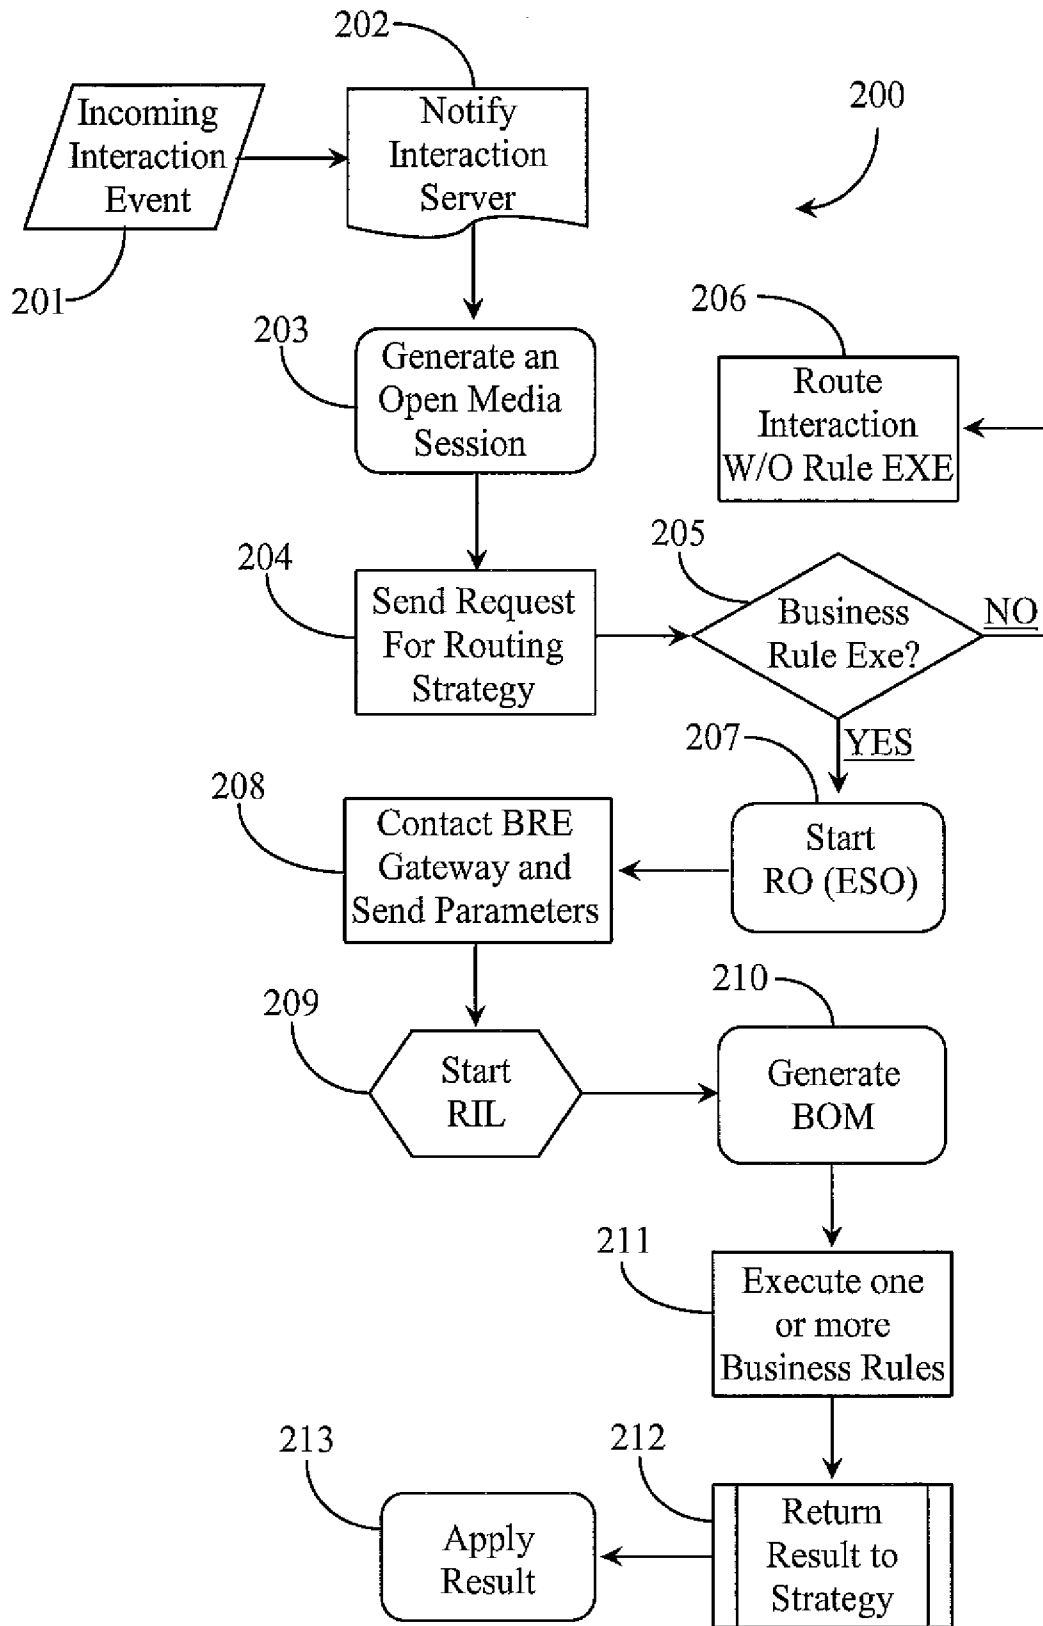 202
200
Incoming
Interaction
Event
Notify
Interaction
Server
201
203
Generate an
Open Media
Session
206
Route
Interaction
W/O Rule EXE
204
Send Request
For Routing
Strategy
205
Business
Rule Exe?
NO
YES
207
Start
RO (ESO)
208
Contact BRE
Gateway and
Send Parameters
209
Start
RIL
210
Generate
BOM
211
Execute one
or more
Business Rules
212
Return
Result to
Strategy
213
Apply
Result